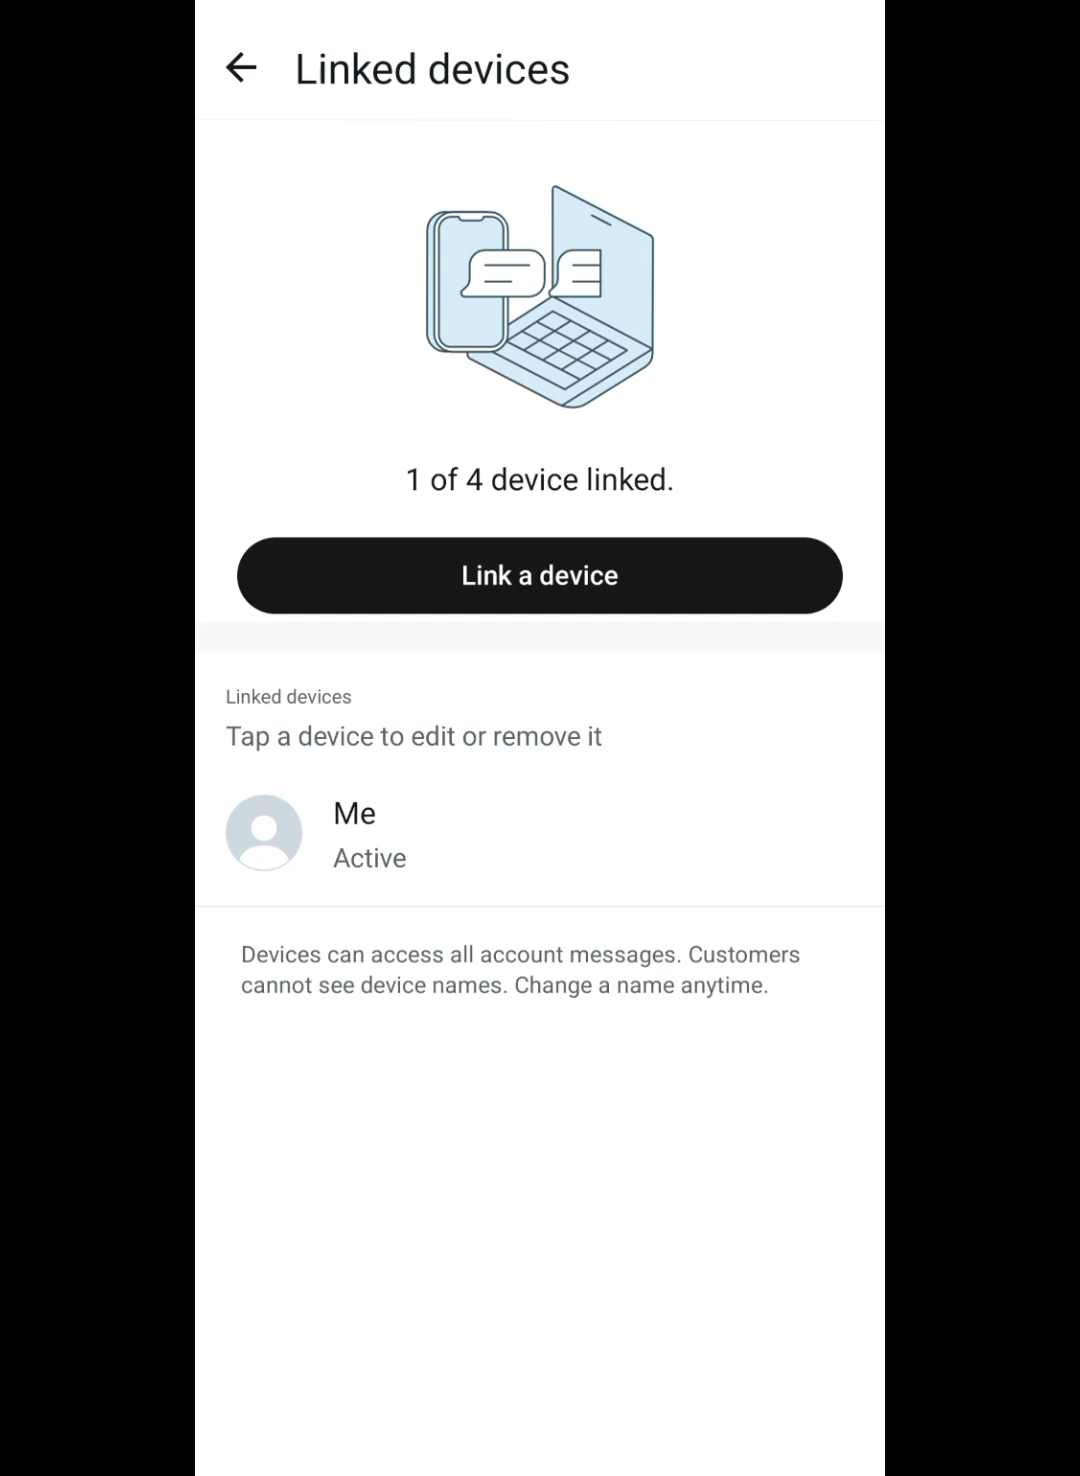 Linked devices
1 of 4 device linked.
Link a device
Linked devices
Tap a device to edit or remove it
Me
Active
Devices can access all account messages. Customers
cannot see device names. Change a name anytime.